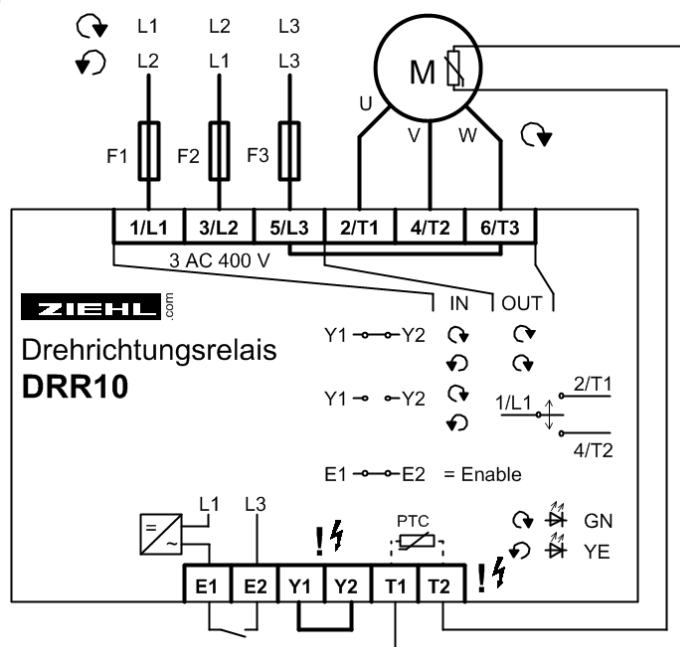 L1 L2 L3
L2 L1 L3
M
U V W
F1 F2 F3
1/L1 3/L2 5/L3 2/T1 4/T2 6/T3
3 AC 400 V
ZIEHL.com
IN OUT
Drehrichtungsrelais
DRR10
Y1 Y2
Y1 Y2
1/L1 2/T1
4/T2
E1 E2 = Enable
L1 L3
= ~
! PTC
GN
YE
E1 E2 Y1 Y2 T1 T2 !